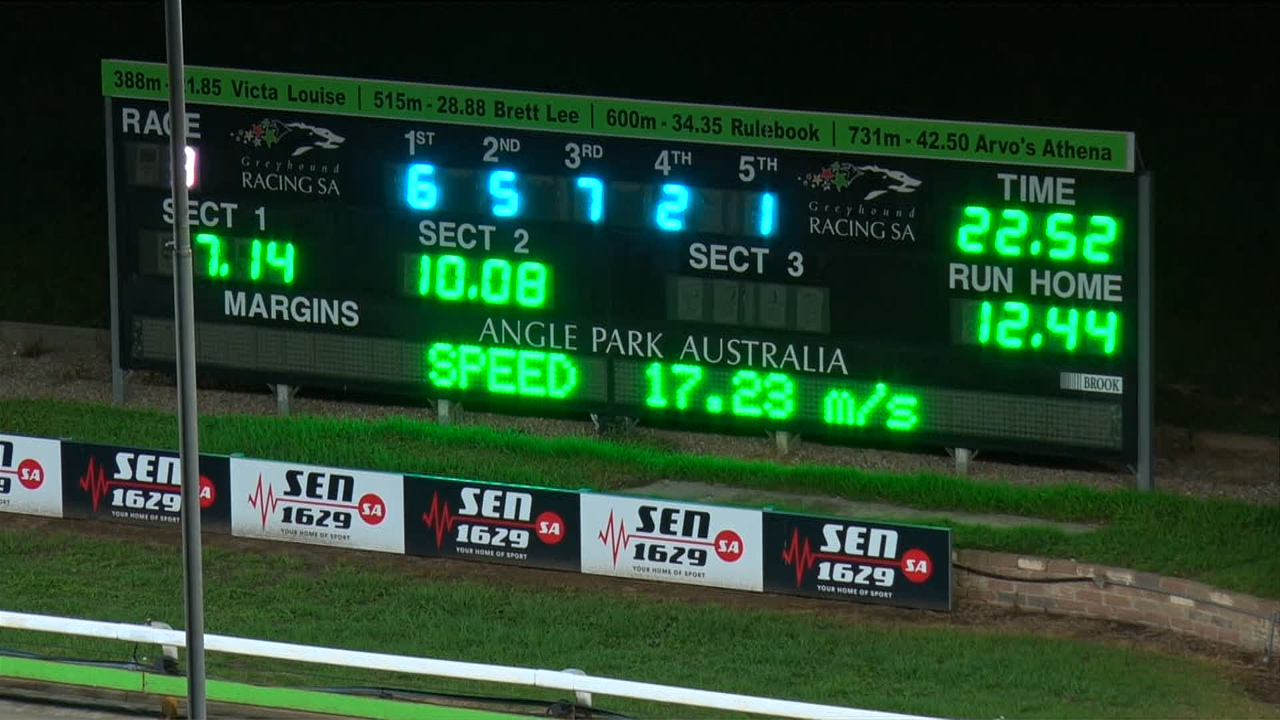 388m - 21.85 Victa Louise | 515m - 28.88 Brett Lee | 600m - 34.35 Rulebook | 731m - 42.50 Arvo's Athena
RACE
Greyhound
RACING SA
1ST 2ND 3RD 4TH 5TH
6 5 7 2 1
Greyhound
RACING SA
TIME
22.52
SECT 1
7.14
SECT 2
10.08
SECT 3
RUN HOME
12.44
MARGINS
ANGLE PARK AUSTRALIA
SPEED 17.23 m/s
BROOK
SA
SEN
1629 SA
YOUR HOME OF SPORT
SEN
1629 SA
YOUR HOME OF SPORT
SEN
1629 SA
YOUR HOME OF SPORT
SEN
1629 SA
YOUR HOME OF SPORT
SEN
1629 SA
YOUR HOME OF SPORT